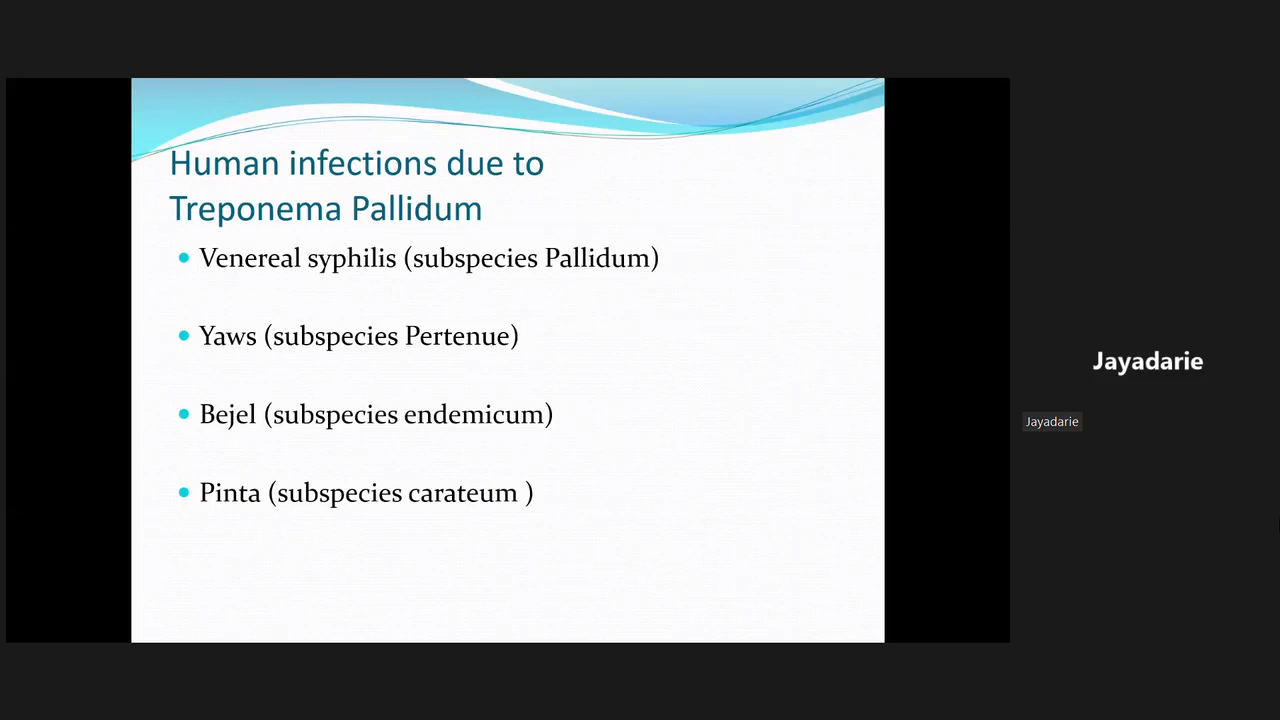 Human infections due to
Treponema Pallidum
Venereal syphilis (subspecies Pallidum)
Yaws (subspecies Pertenue)
Bejel (subspecies endemicum)
Pinta (subspecies carateum )
Jayadarie
Jayadarie